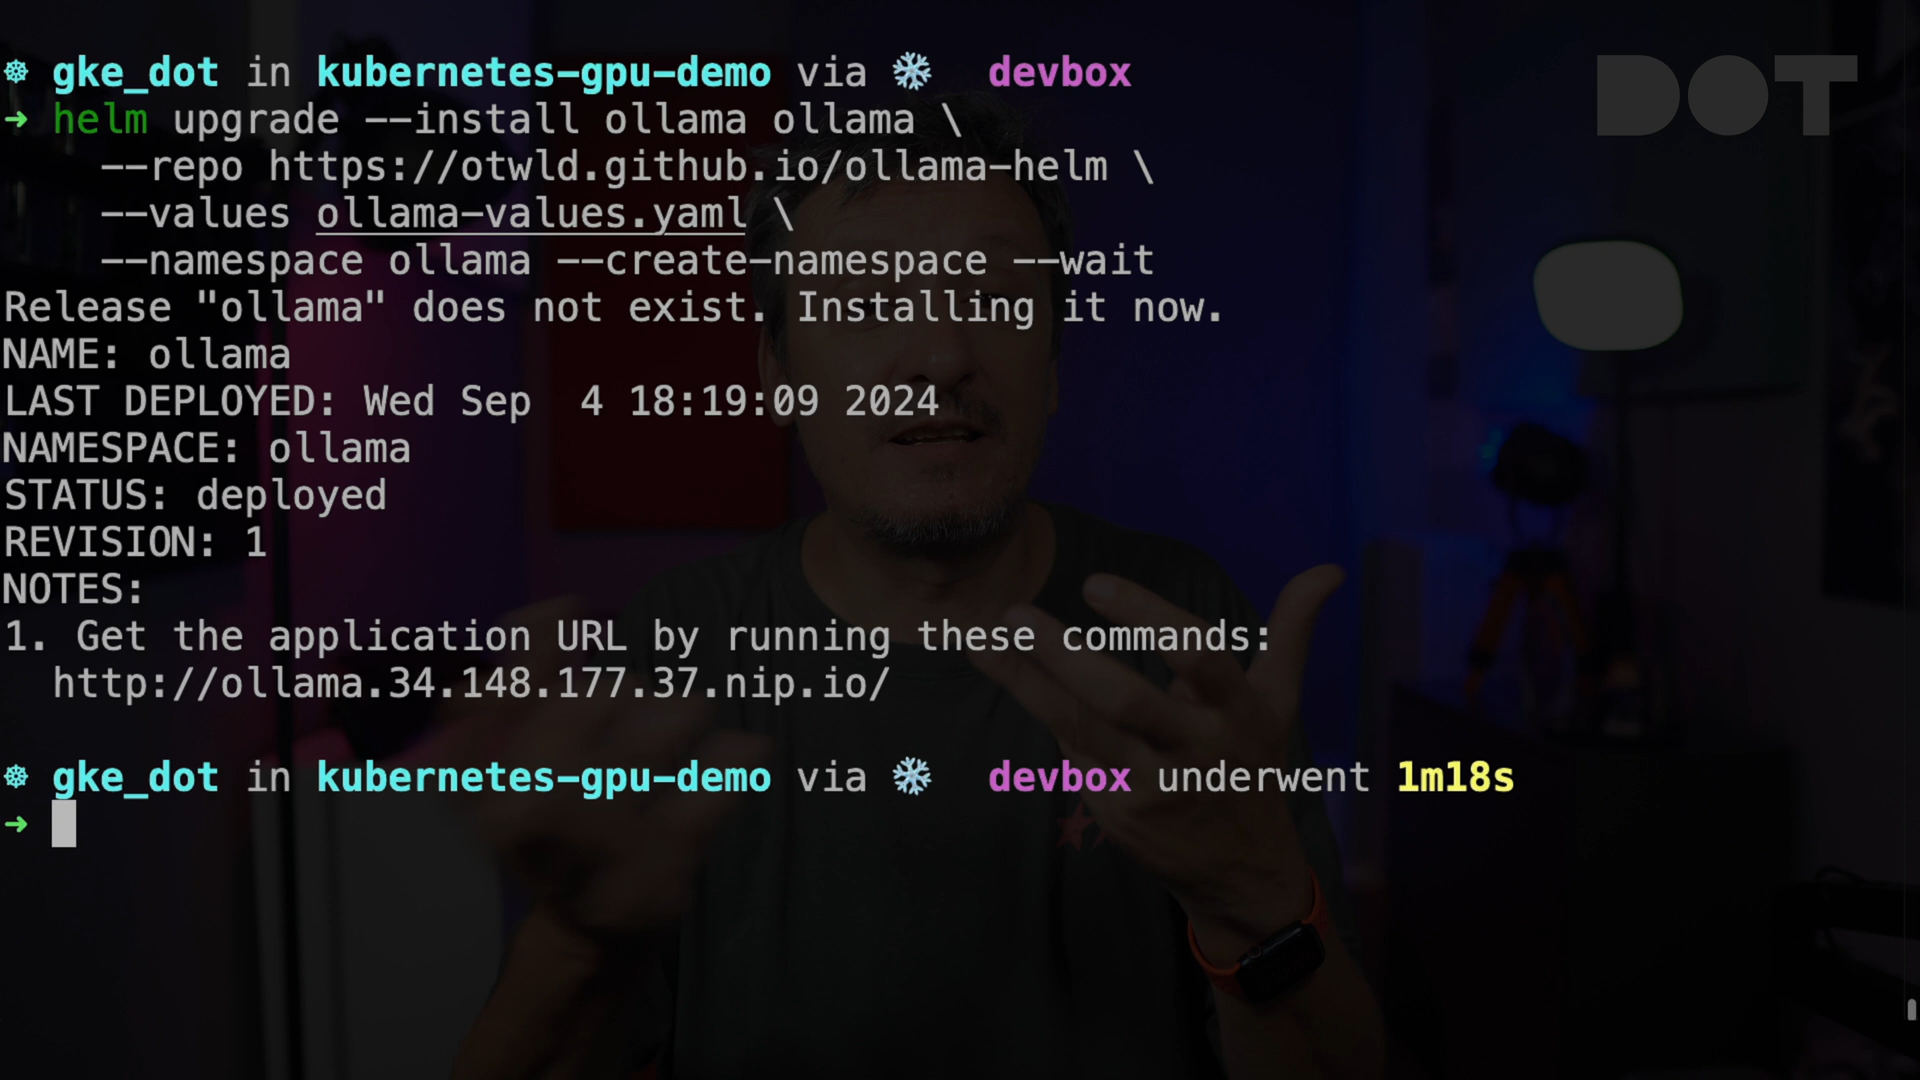 ☸ gke_dot in kubernetes-gpu-demo via ❄ devbox
➜ helm upgrade --install ollama ollama \
--repo https://otwld.github.io/ollama-helm \
--values ollama-values.yaml \
--namespace ollama --create-namespace --wait
Release "ollama" does not exist. Installing it now.
NAME: ollama
LAST DEPLOYED: Wed Sep  4 18:19:09 2024
NAMESPACE: ollama
STATUS: deployed
REVISION: 1
NOTES:
1. Get the application URL by running these commands:
http://ollama.34.148.177.37.nip.io/
☸ gke_dot in kubernetes-gpu-demo via ❄ devbox underwent 1m18s
➜
DOT